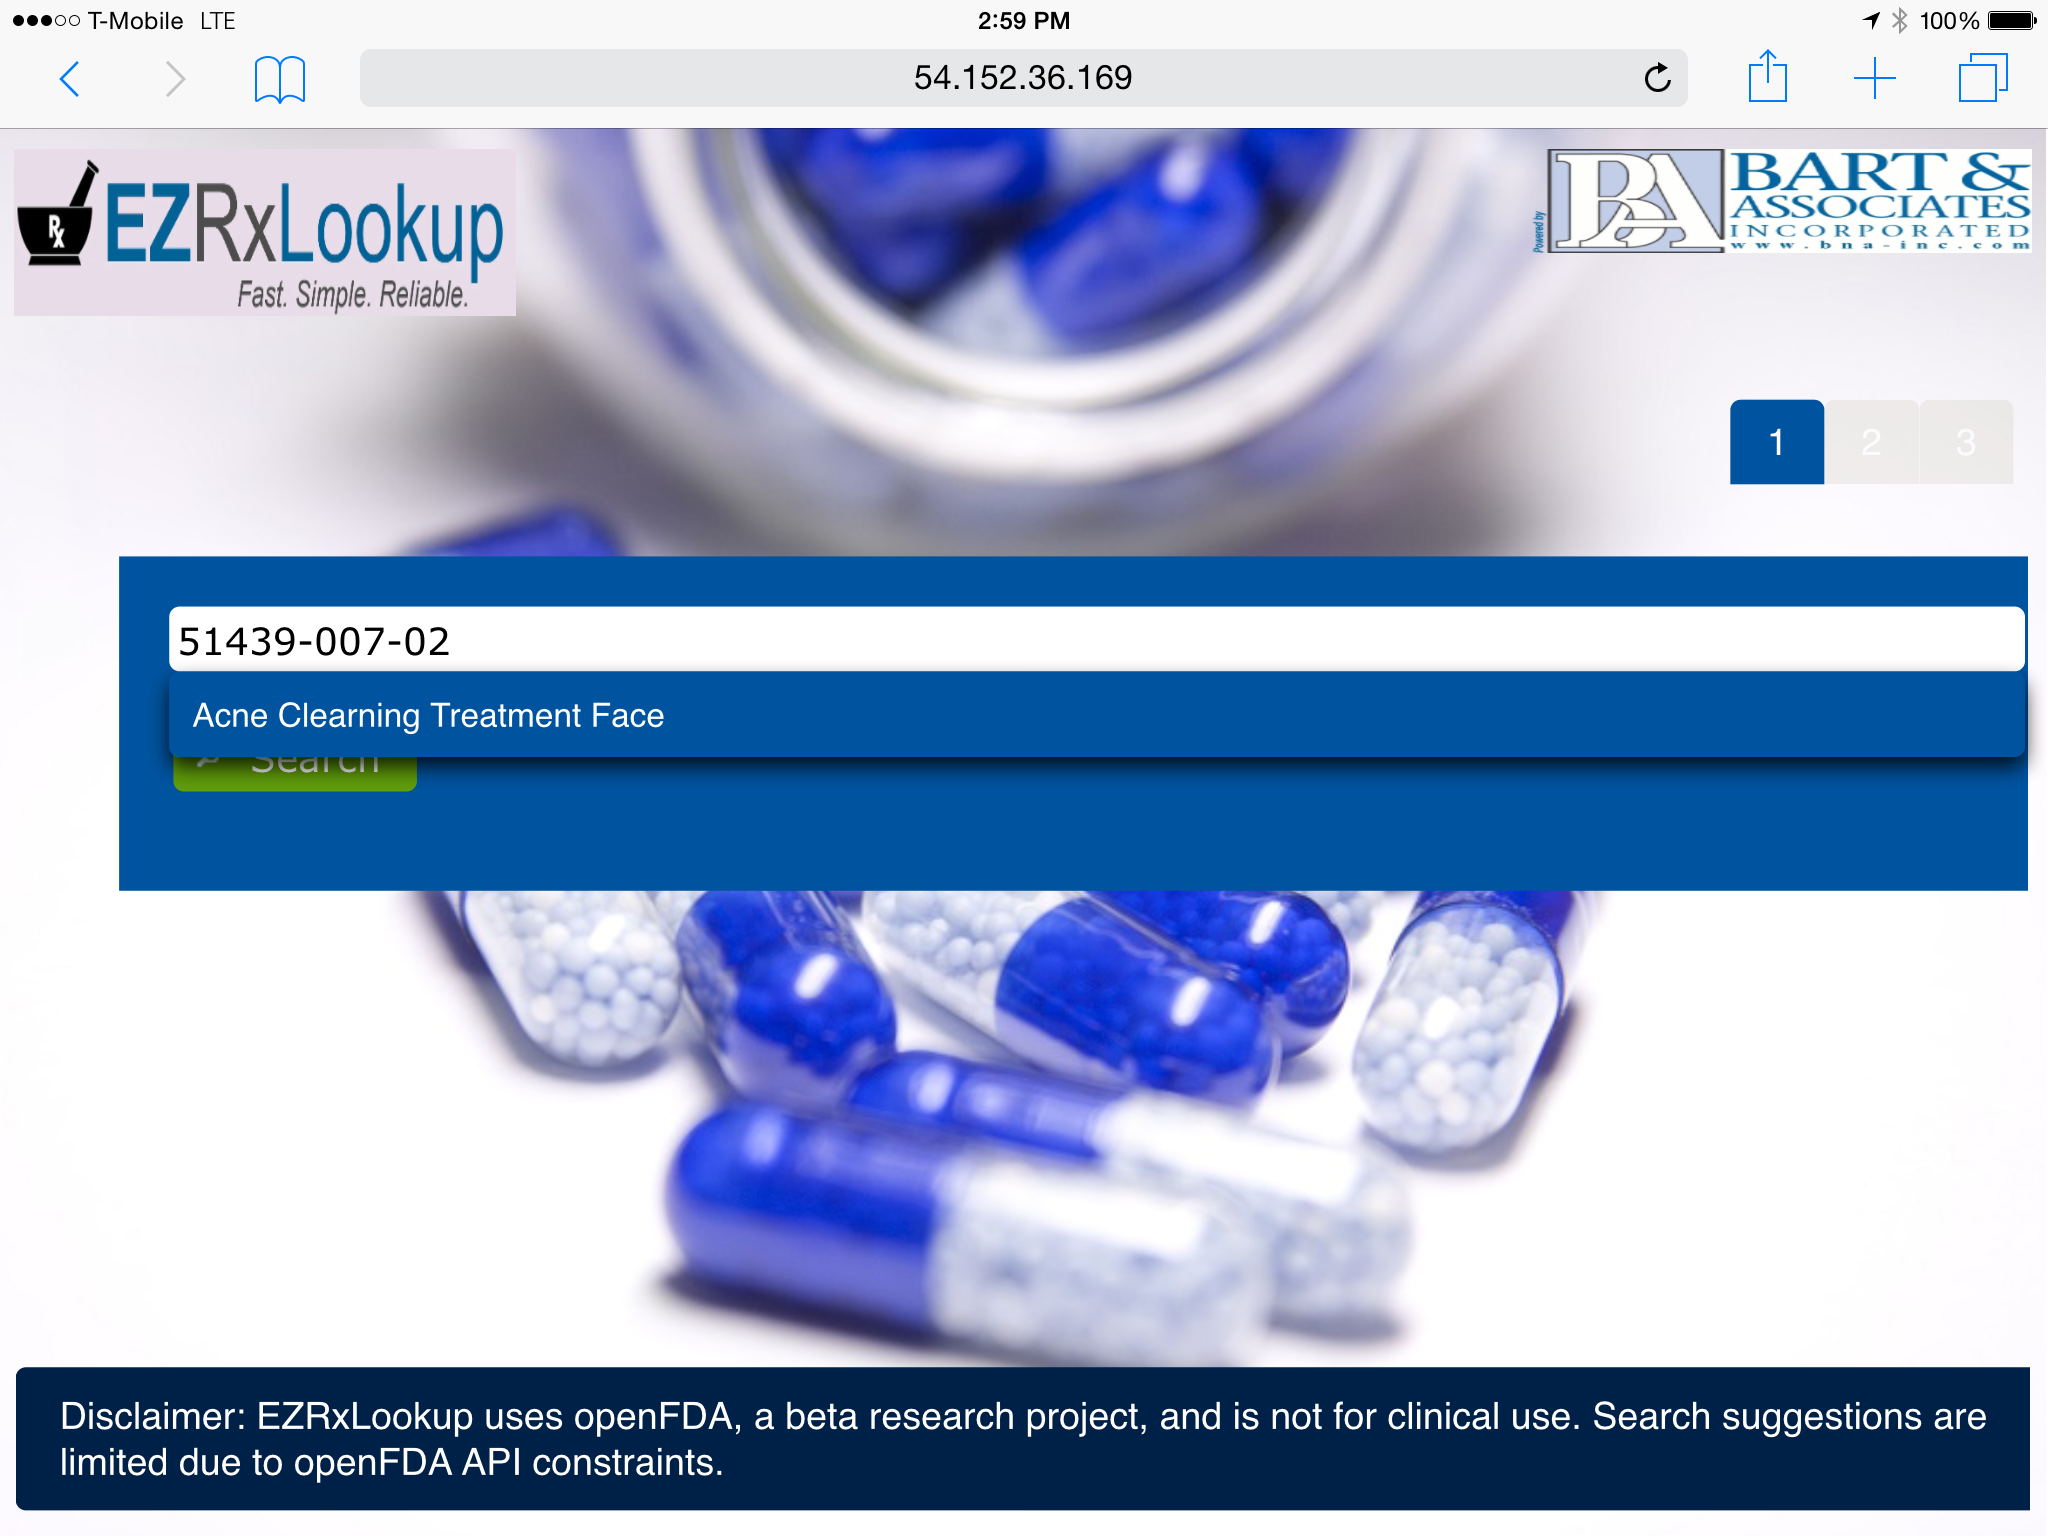 T-Mobile LTE 2:59 PM 100%
54.152.36.169
Rx
EZRxLookup
Fast. Simple. Reliable.
Powered by
BA
BART &
ASSOCIATES
INCORPORATED
www.bna-inc.com
1 2 3
51439-007-02
Acne Clearning Treatment Face
Search
Disclaimer: EZRxLookup uses openFDA, a beta research project, and is not for clinical use. Search suggestions are
limited due to openFDA API constraints.